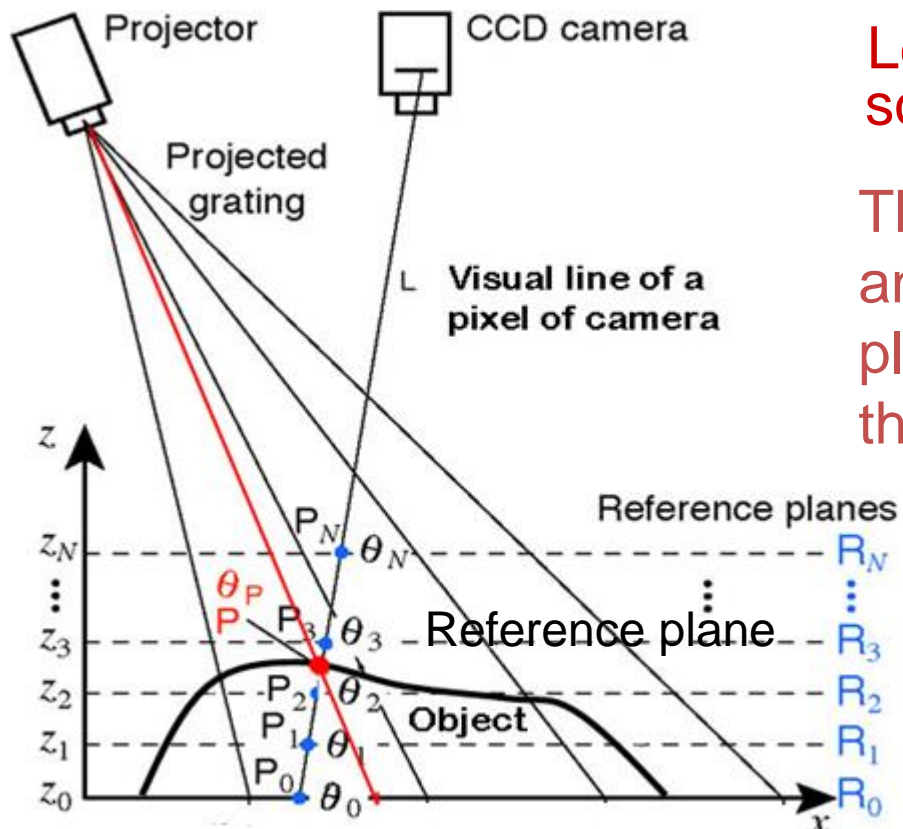 Projector
CCD camera
Projected
grating
L
Visual line of a
pixel of camera
z
Reference planes
z_N
P_N
θ_N
R_N
θ_P
P
z_3
P_3
θ_3
Reference plane
R_3
z_2
P_2
θ_2
R_2
Object
z_1
P_1
θ_1
R_1
z_0
P_0
θ_0
R_0
x